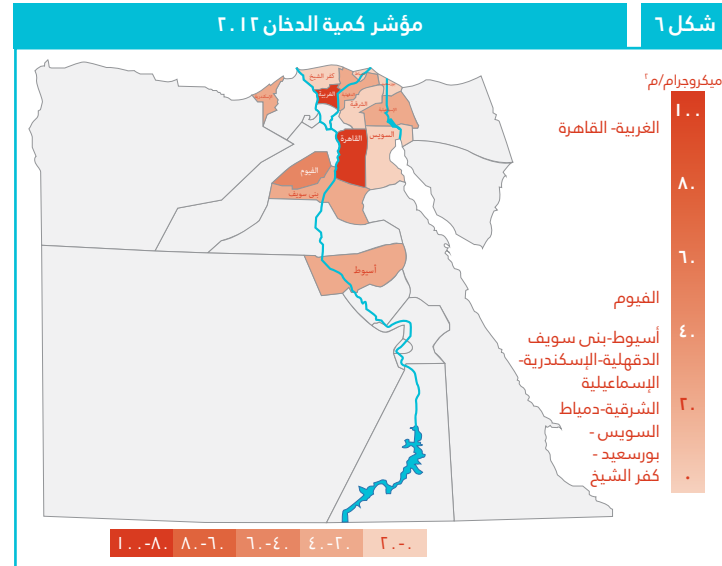 شكل ٦
مؤشر كمية الدخان ٢٠١٢
ميكروجرام/م٣
١٠٠
٨٠
٦٠
٤٠
٢٠
٠
الغربية- القاهرة
الفيوم
أسيوط-بنى سويف
الدقهلية-الإسكندرية-
الإسماعيلية
الشرقية-دمياط
السويس -
بورسعيد -
كفر الشيخ
كفر الشيخ
الغربية
الشرقية
السويس
القاهرة
الفيوم
بنى سويف
أسيوط
٨٠-١٠٠
٦٠-٨٠
٤٠-٦٠
٢٠-٤٠
٠-٢٠